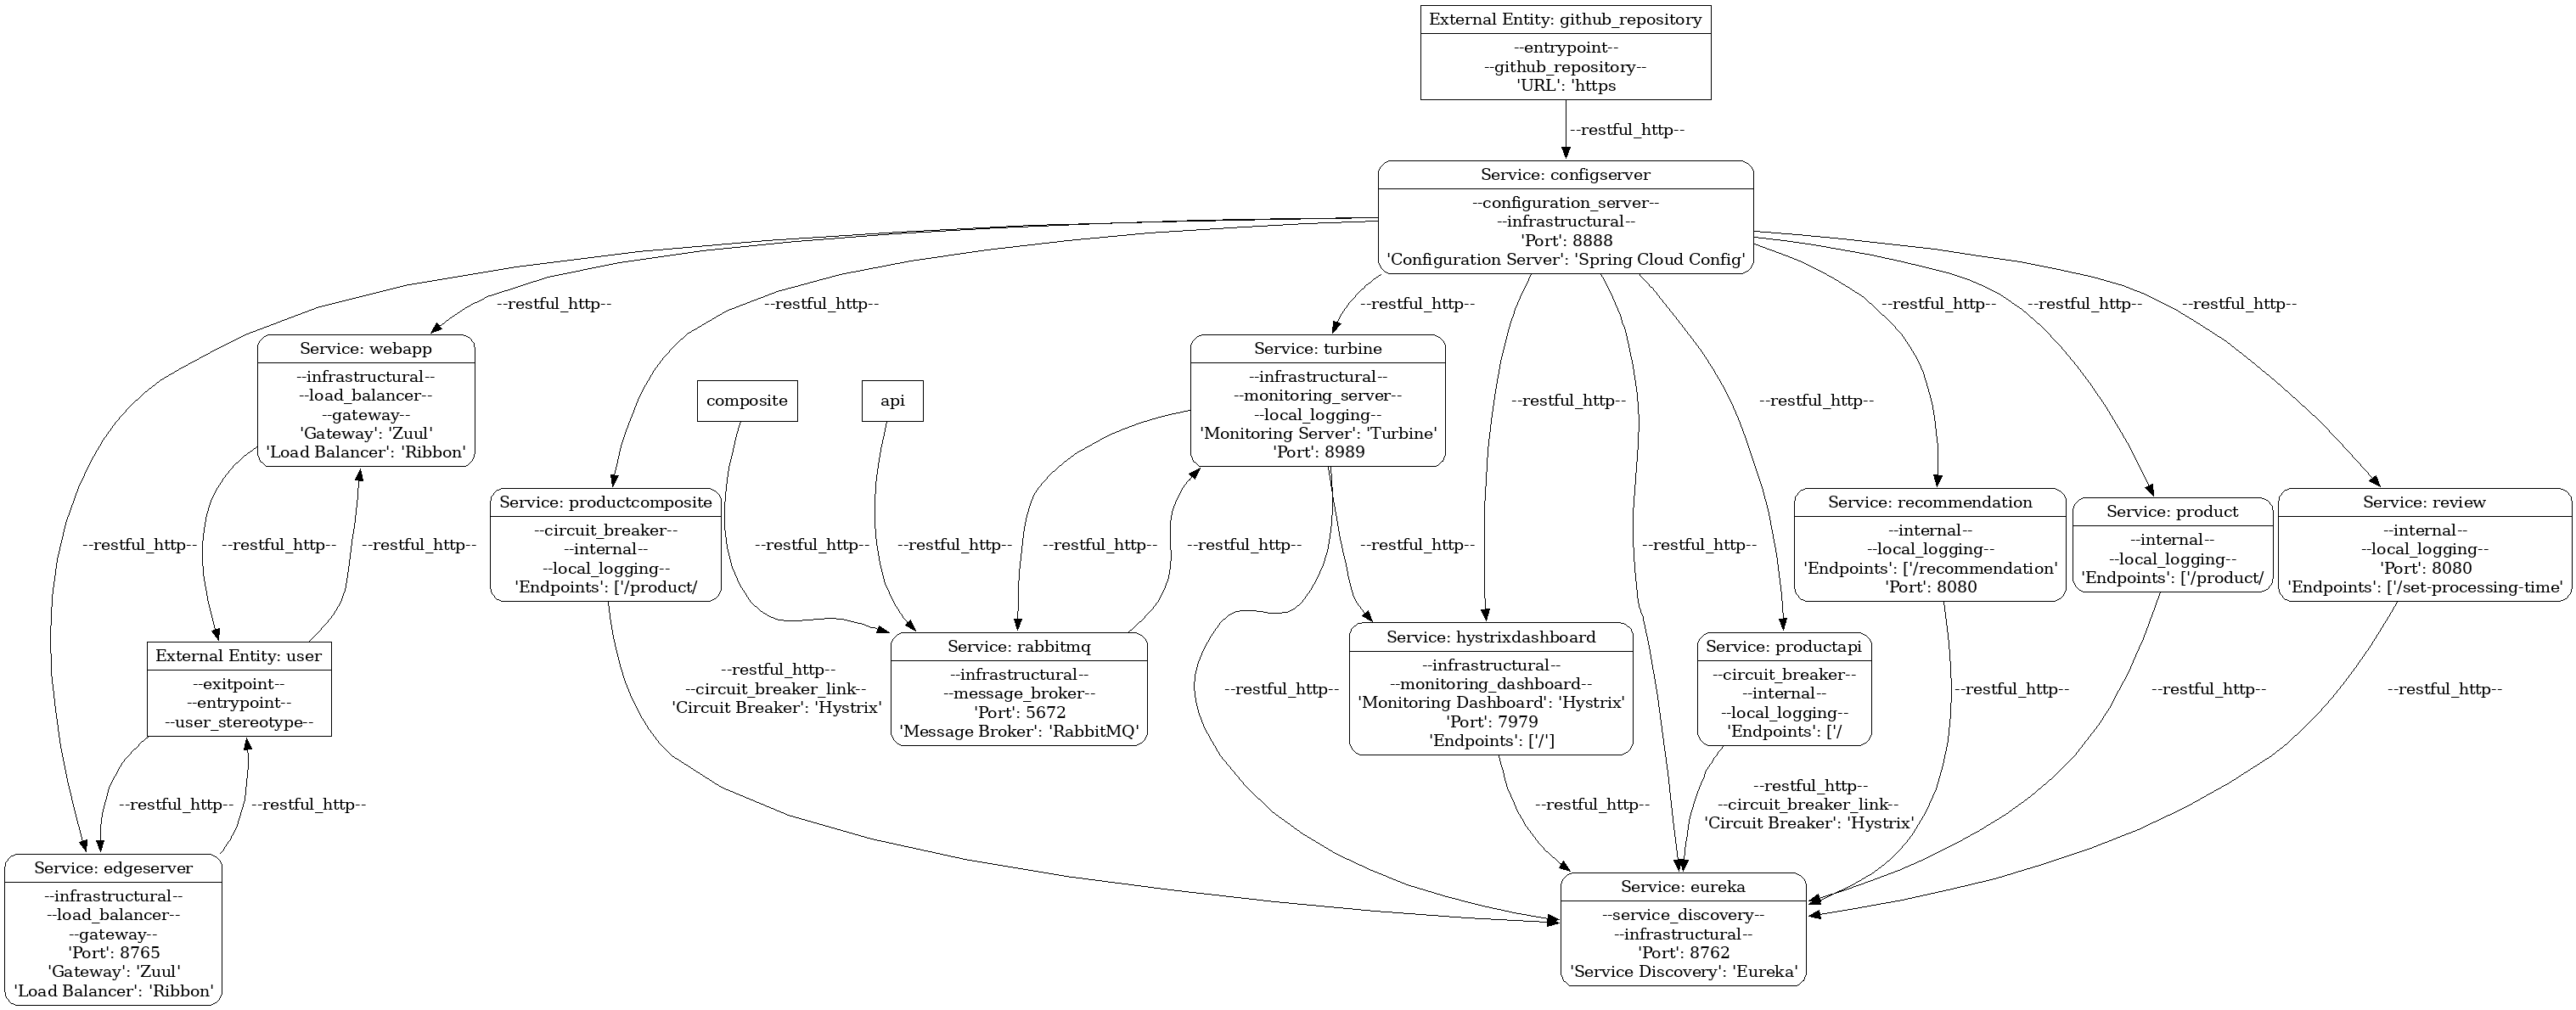 External Entity: github_repository
--entrypoint--
--github_repository--
'URL': 'https
--restful_http--
Service: configserver
--configuration_server--
--infrastructural--
'Port': 8888
'Configuration Server': 'Spring Cloud Config'
--restful_http--
--restful_http--
--restful_http--
--restful_http--
--restful_http--
--restful_http--
Service: webapp
--infrastructural--
--load_balancer--
--gateway--
'Gateway': 'Zuul'
'Load Balancer': 'Ribbon'
composite
api
Service: turbine
--infrastructural--
--monitoring_server--
--local_logging--
'Monitoring Server': 'Turbine'
'Port': 8989
--restful_http--
--restful_http--
--restful_http--
--restful_http--
--restful_http--
Service: productcomposite
--circuit_breaker--
--internal--
--local_logging--
'Endpoints': ['/product/
--restful_http--
--restful_http--
--restful_http--
--restful_http--
--restful_http--
--restful_http--
Service: recommendation
--internal--
--local_logging--
'Endpoints': ['/recommendation'
'Port': 8080
Service: product
--internal--
--local_logging--
'Endpoints': ['/product/
Service: review
--internal--
--local_logging--
'Port': 8080
'Endpoints': ['/set-processing-time'
External Entity: user
--exitpoint--
--entrypoint--
--user_stereotype--
--restful_http--
--circuit_breaker_link--
'Circuit Breaker': 'Hystrix'
Service: rabbitmq
--infrastructural--
--message_broker--
'Port': 5672
'Message Broker': 'RabbitMQ'
--restful_http--
Service: hystrixdashboard
--infrastructural--
--monitoring_dashboard--
'Monitoring Dashboard': 'Hystrix'
'Port': 7979
'Endpoints': ['/']
Service: productapi
--circuit_breaker--
--internal--
--local_logging--
'Endpoints': ['/
--restful_http--
--restful_http--
--restful_http--
--restful_http--
--restful_http--
--restful_http--
--restful_http--
--circuit_breaker_link--
'Circuit Breaker': 'Hystrix'
Service: edgeserver
--infrastructural--
--load_balancer--
--gateway--
'Port': 8765
'Gateway': 'Zuul'
'Load Balancer': 'Ribbon'
Service: eureka
--service_discovery--
--infrastructural--
'Port': 8762
'Service Discovery': 'Eureka'